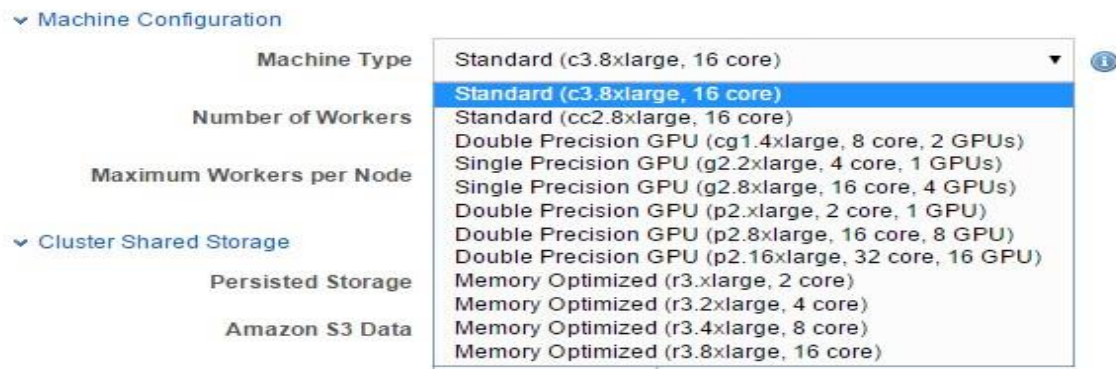 Machine Configuration
Machine Type
Standard (c3.8xlarge, 16 core)
Standard (c3.8xlarge, 16 core)
Number of Workers
Standard (cc2.8xlarge, 16 core)
Double Precision GPU (cg1.4xlarge, 8 core, 2 GPUs)
Single Precision GPU (g2.2xlarge, 4 core, 1 GPUs)
Maximum Workers per Node
Single Precision GPU (g2.8xlarge, 16 core, 4 GPUs)
Double Precision GPU (p2.xlarge, 2 core, 1 GPU)
Cluster Shared Storage
Double Precision GPU (p2.8xlarge, 16 core, 8 GPU)
Double Precision GPU (p2.16xlarge, 32 core, 16 GPU)
Persisted Storage
Memory Optimized (r3.xlarge, 2 core)
Memory Optimized (r3.2xlarge, 4 core)
Amazon S3 Data
Memory Optimized (r3.4xlarge, 8 core)
Memory Optimized (r3.8xlarge, 16 core)